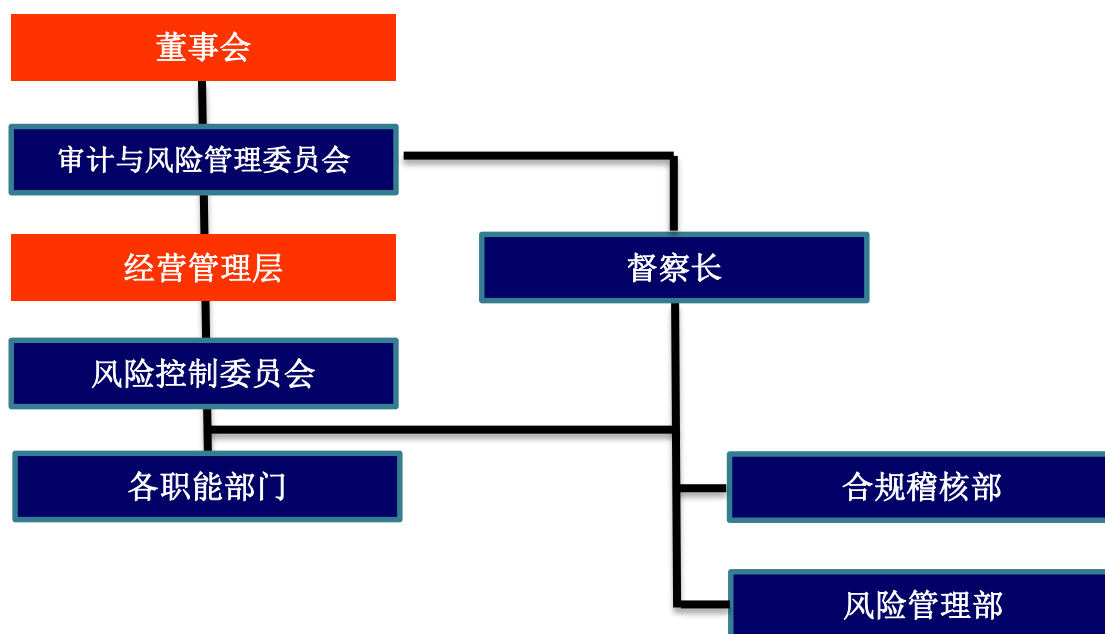 董事会
审计与风险管理委员会
经营管理层
督察长
风险控制委员会
各职能部门
合规稽核部
风险管理部